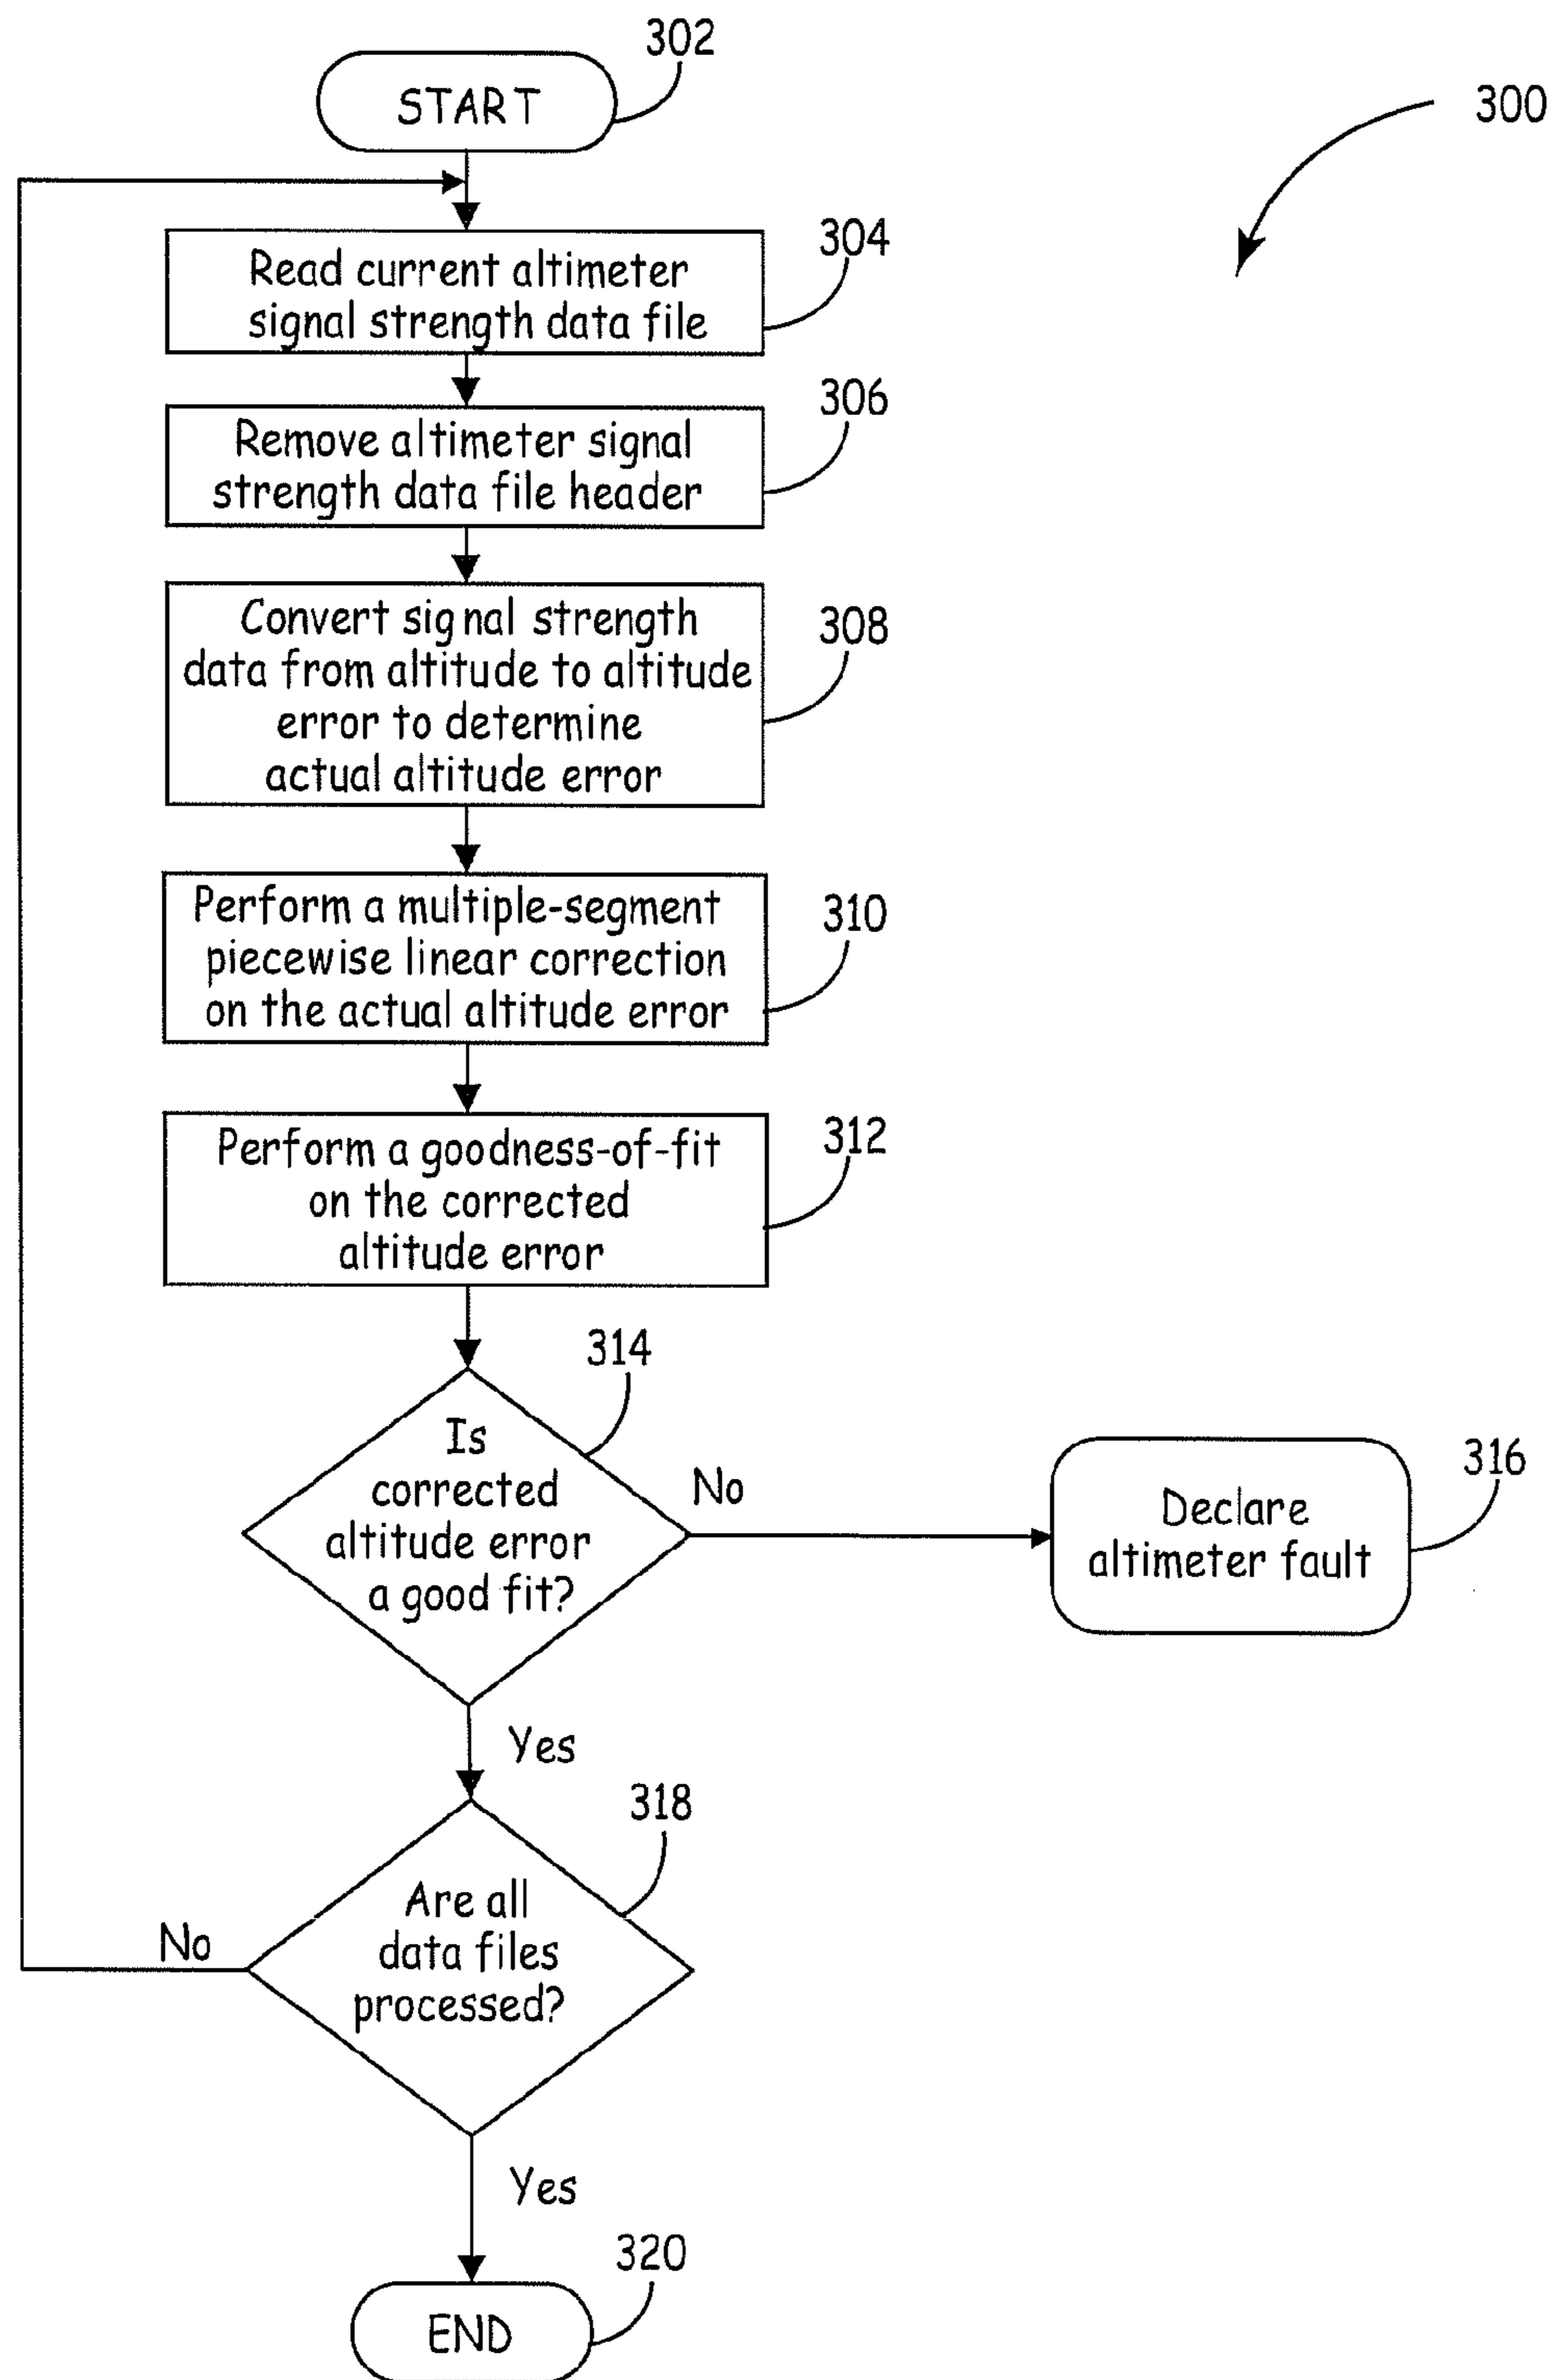 302
START
300
304
Read current altimeter
signal strength data file
306
Remove altimeter signal
strength data file header
308
Convert signal strength
data from altitude to altitude
error to determine
actual altitude error
310
Perform a multiple-segment
piecewise linear correction
on the actual altitude error
312
Perform a goodness-of-fit
on the corrected
altitude error
314
Is
corrected
altitude error
a good fit?
No
316
Declare
altimeter fault
Yes
318
Are all
data files
processed?
No
Yes
320
END